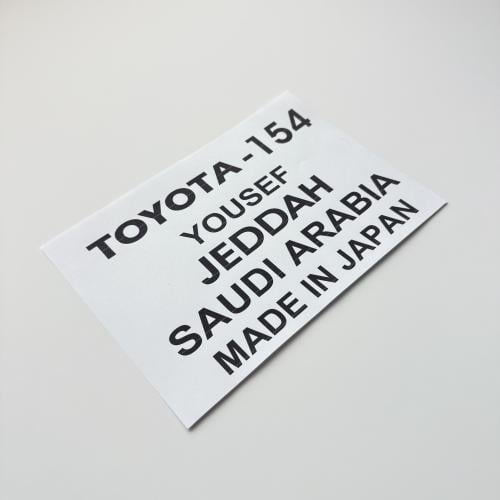 TOYOTA - 154
YOUSEF
JEDDAH
SAUDI ARABIA
MADE IN JAPAN